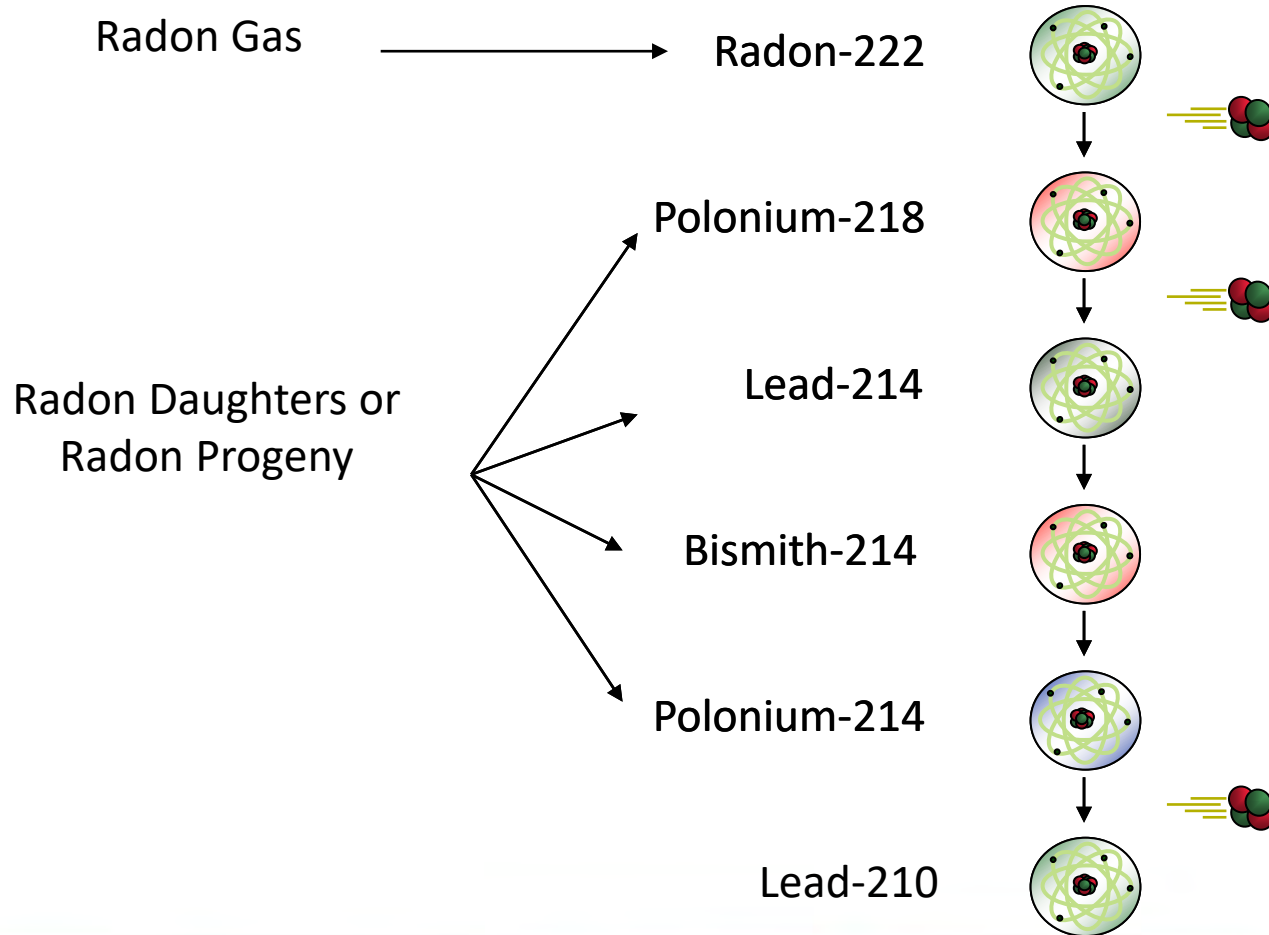 Radon Gas
Radon-222
Polonium-218
Lead-214
Radon Daughters or
Radon Progeny
Bismith-214
Polonium-214
Lead-210